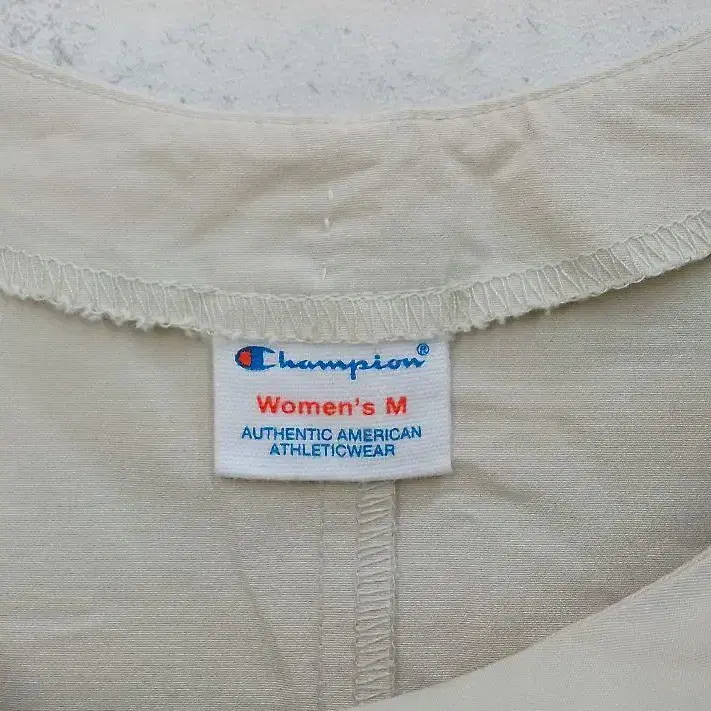 Champion®
Women's M
AUTHENTIC AMERICAN
ATHLETICWEAR